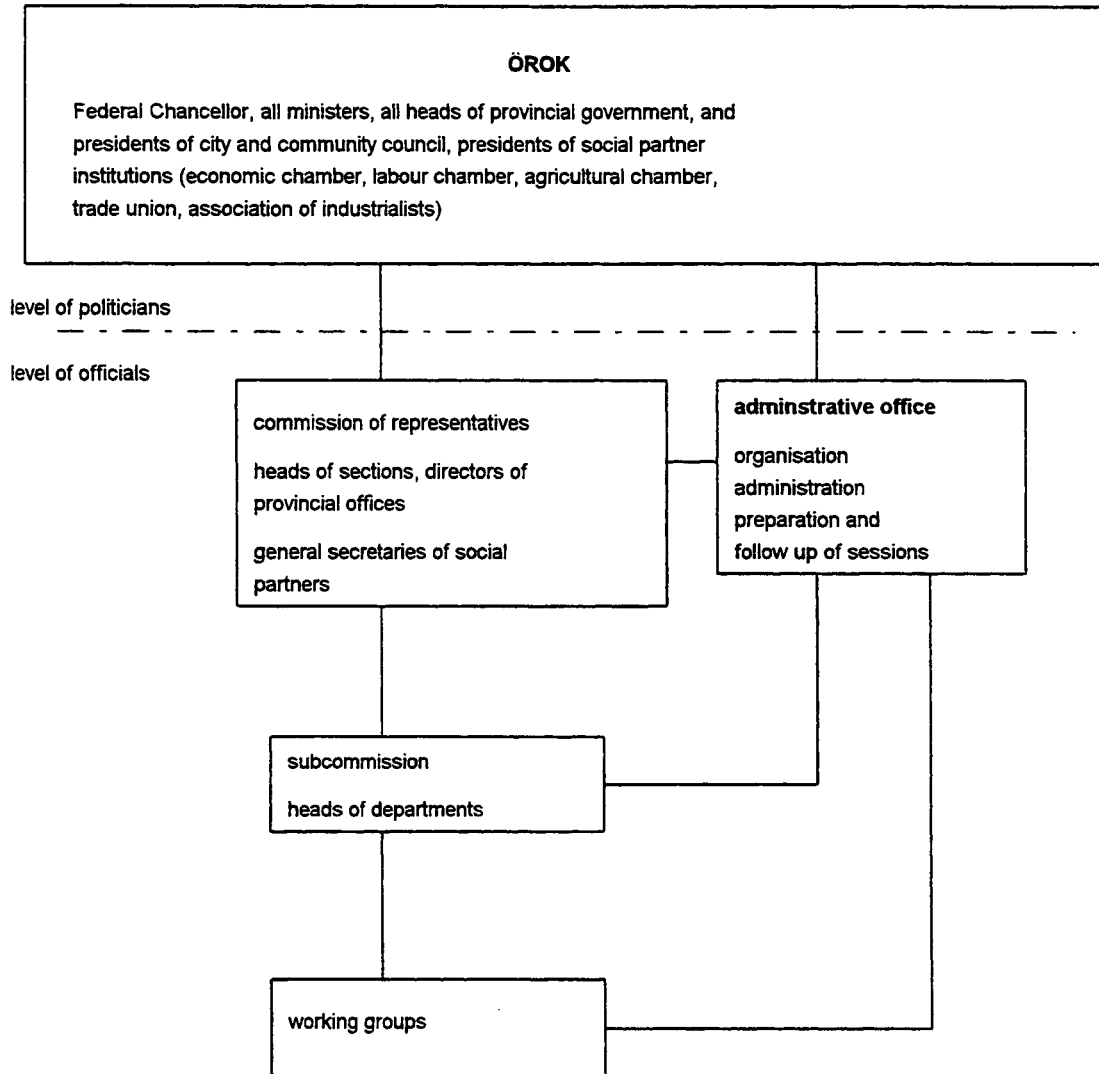 ÖROK
Federal Chancellor, all ministers, all heads of provincial government, and
presidents of city and community council, presidents of social partner
institutions (economic chamber, labour chamber, agricultural chamber,
trade union, association of industrialists)
level of politicians
level of officials
commission of representatives
heads of sections, directors of
provincial offices
general secretaries of social
partners
adminstrative office
organisation
administration
preparation and
follow up of sessions
subcommission
heads of departments
working groups